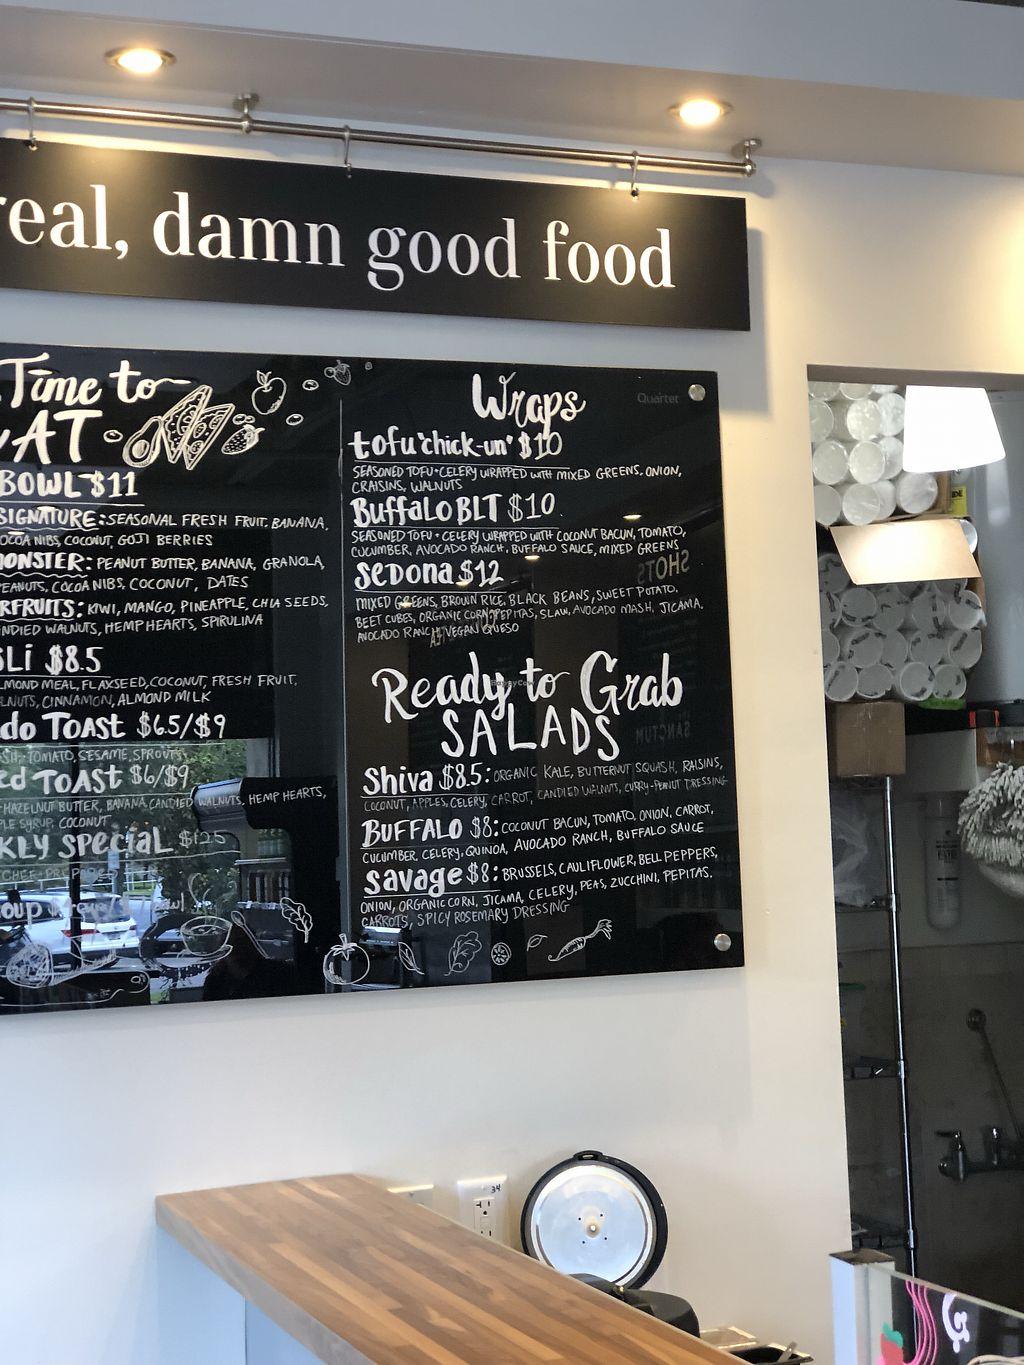 real, damn good food
Time to
EAT
BOWL $11
SIGNATURE: SEASONAL FRESH FRUIT, BANANA,
COCOA NIBS, COCONUT, GOJI BERRIES
MONSTER: PEANUT BUTTER, BANANA, GRANOLA,
PEANUTS, COCOA NIBS, COCONUT, DATES
RFRUITS: KIWI, MANGO, PINEAPPLE, CHIA SEEDS,
CANDIED WALNUTS, HEMP HEARTS, SPIRULINA
SLI $8.5
ALMOND MEAL, FLAXSEED, COCONUT, FRESH FRUIT,
WALNUTS, CINNAMON, ALMOND MILK
do TOAST $6.5/$9
TOMATO, SESAME, SPROUTS
ed TOAST $6/$9
HAZELNUT BUTTER, BANANA, CANDIED WALNUTS, HEMP HEARTS,
MAPLE SYRUP, COCONUT
KLY SPECIAL $12.5
Wraps
Quartet
tofu "chick-un" $10
SEASONED TOFU + CELERY WRAPPED WITH MIXED GREENS, ONION,
CRAISINS, WALNUTS
Buffalo BLT $10
SEASONED TOFU + CELERY WRAPPED WITH COCONUT BACUN, TOMATO,
CUCUMBER, AVOCADO RANCH, BUFFALO SAUCE, MIXED GREENS
Sedona $12
MIXED GREENS, BROWN RICE, BLACK BEANS, SWEET POTATO,
BEET CUBES, ORGANIC CORN, PEPITAS, SLAW, AVOCADO MASH, JICAMA,
AVOCADO RANCH, VEGAN QUESO
Ready to Grab
SALADS
Shiva $8.5: ORGANIC KALE, BUTTERNUT SQUASH, RAISINS,
COCONUT, APPLES, CELERY, CARROT, CANDIED WALNUTS, CURRY-PEANUT DRESSING
BUFFALO $8: COCONUT BACUN, TOMATO, ONION, CARROT,
CUCUMBER, CELERY, QUINOA, AVOCADO RANCH, BUFFALO SAUCE
Savage $8: BRUSSELS, CAULIFLOWER, BELL PEPPERS,
ONION, ORGANIC CORN, JICAMA, CELERY, PEAS, ZUCCHINI, PEPITAS,
CARROTS, SPICY ROSEMARY DRESSING
34